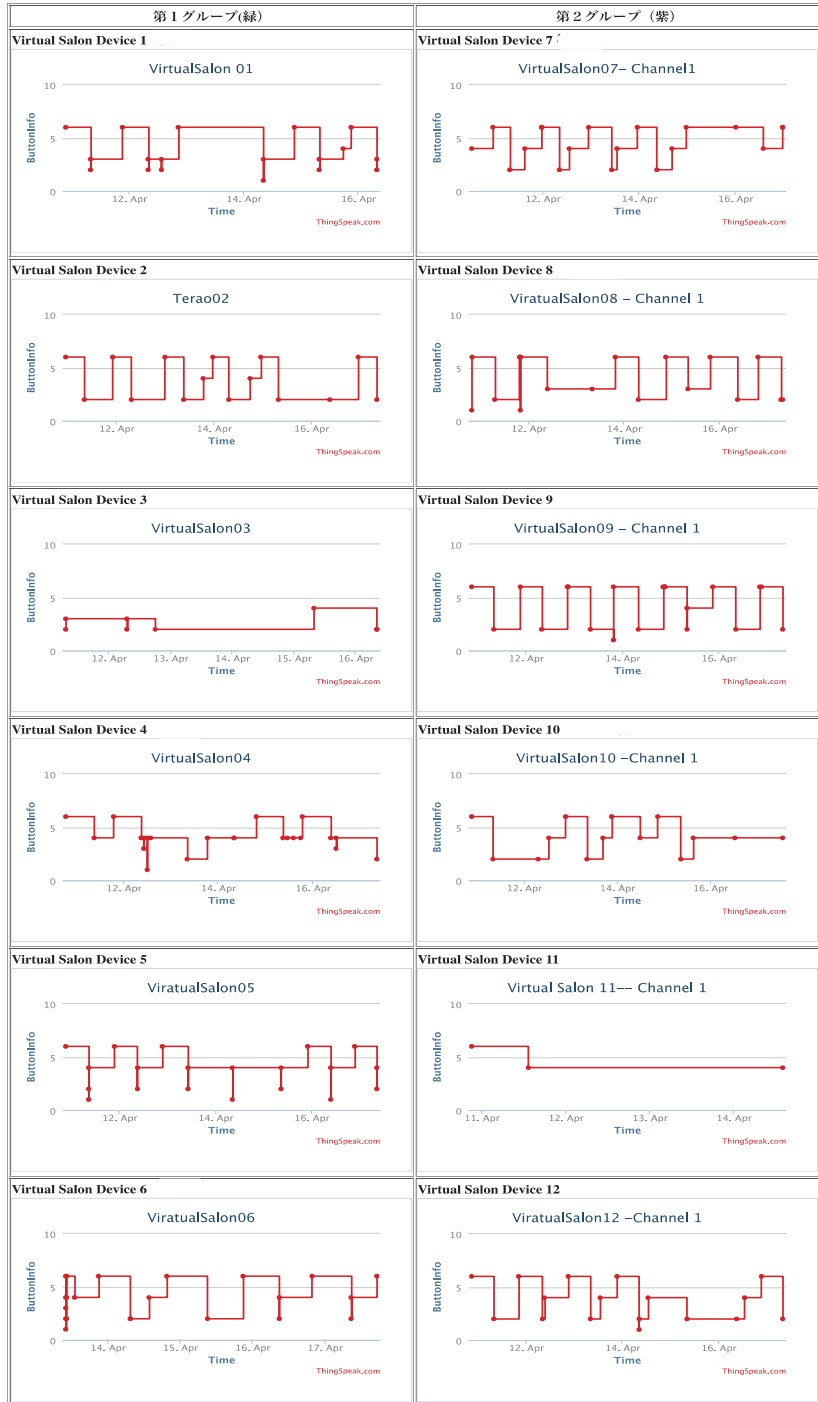 第１グループ(緑)
第２グループ（紫）
Virtual Salon Device 1
VirtualSalon 01
10
5
0
ButtonInfo
12. Apr
14. Apr
16. Apr
Time
ThingSpeak.com
Virtual Salon Device 7
VirtualSalon07– Channel1
10
5
0
ButtonInfo
12. Apr
14. Apr
16. Apr
Time
ThingSpeak.com
Virtual Salon Device 2
Terao02
10
5
0
ButtonInfo
12. Apr
14. Apr
16. Apr
Time
ThingSpeak.com
Virtual Salon Device 8
ViratualSalon08 – Channel 1
10
5
0
ButtonInfo
12. Apr
14. Apr
16. Apr
Time
ThingSpeak.com
Virtual Salon Device 3
VirtualSalon03
10
5
0
ButtonInfo
12. Apr
13. Apr
14. Apr
15. Apr
16. Apr
Time
ThingSpeak.com
Virtual Salon Device 9
VirtualSalon09 – Channel 1
10
5
0
ButtonInfo
12. Apr
14. Apr
16. Apr
Time
ThingSpeak.com
Virtual Salon Device 4
VirtualSalon04
10
5
0
ButtonInfo
12. Apr
14. Apr
16. Apr
Time
ThingSpeak.com
Virtual Salon Device 10
VirtualSalon10 –Channel 1
10
5
0
ButtonInfo
12. Apr
14. Apr
16. Apr
Time
ThingSpeak.com
Virtual Salon Device 5
ViratualSalon05
10
5
0
ButtonInfo
12. Apr
14. Apr
16. Apr
Time
ThingSpeak.com
Virtual Salon Device 11
Virtual Salon 11–– Channel 1
10
5
0
ButtonInfo
11. Apr
12. Apr
13. Apr
14. Apr
Time
ThingSpeak.com
Virtual Salon Device 6
ViratualSalon06
10
5
0
ButtonInfo
14. Apr
15. Apr
16. Apr
17. Apr
Time
ThingSpeak.com
Virtual Salon Device 12
ViratualSalon12 –Channel 1
10
5
0
ButtonInfo
12. Apr
14. Apr
16. Apr
Time
ThingSpeak.com